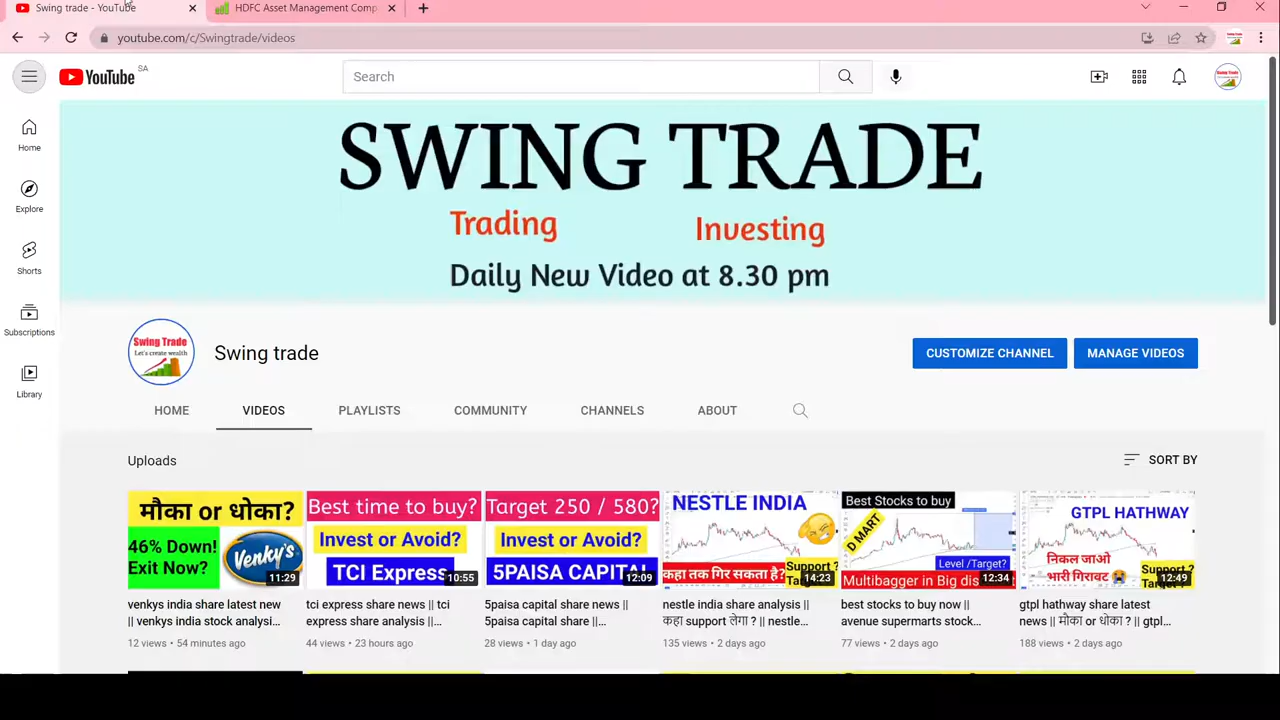 Swing trade - YouTube
HDFC Asset Management Comp
youtube.com/c/Swingtrade/videos
YouTube SA
Search
SWING TRADE
Trading Investing
Daily New Video at 8.30 pm
Home
Explore
Shorts
Subscriptions
Library
Swing Trade
Let's create wealth
Swing trade
CUSTOMIZE CHANNEL
MANAGE VIDEOS
HOME VIDEOS PLAYLISTS COMMUNITY CHANNELS ABOUT
Uploads
SORT BY
मौका or धोका?
46% Down!
Exit Now?
Venky's
11:29
venkys india share latest new
|| venkys india stock analysi...
12 views • 54 minutes ago
Best time to buy?
Invest or Avoid?
TCI Express
10:55
tci express share news || tci
express share analysis ||...
44 views • 23 hours ago
Target 250 / 580?
Invest or Avoid?
5PAISA CAPITAL
12:09
5paisa capital share news ||
5paisa capital share ||...
28 views • 1 day ago
NESTLE INDIA
कहा तक गिर सकता है?
Support?
14:23
nestle india share analysis ||
कहा support लेगा ? || nestle...
135 views • 2 days ago
Best Stocks to buy
D MART
Level /Target?
Multibagger in Big dis
12:34
best stocks to buy now ||
avenue supermarts stock...
77 views • 2 days ago
GTPL HATHWAY
निकल जाओ
भारी गिरावट
Support?
12:49
gtpl hathway share latest
news || मौका or धोका ? || gtpl...
188 views • 2 days ago